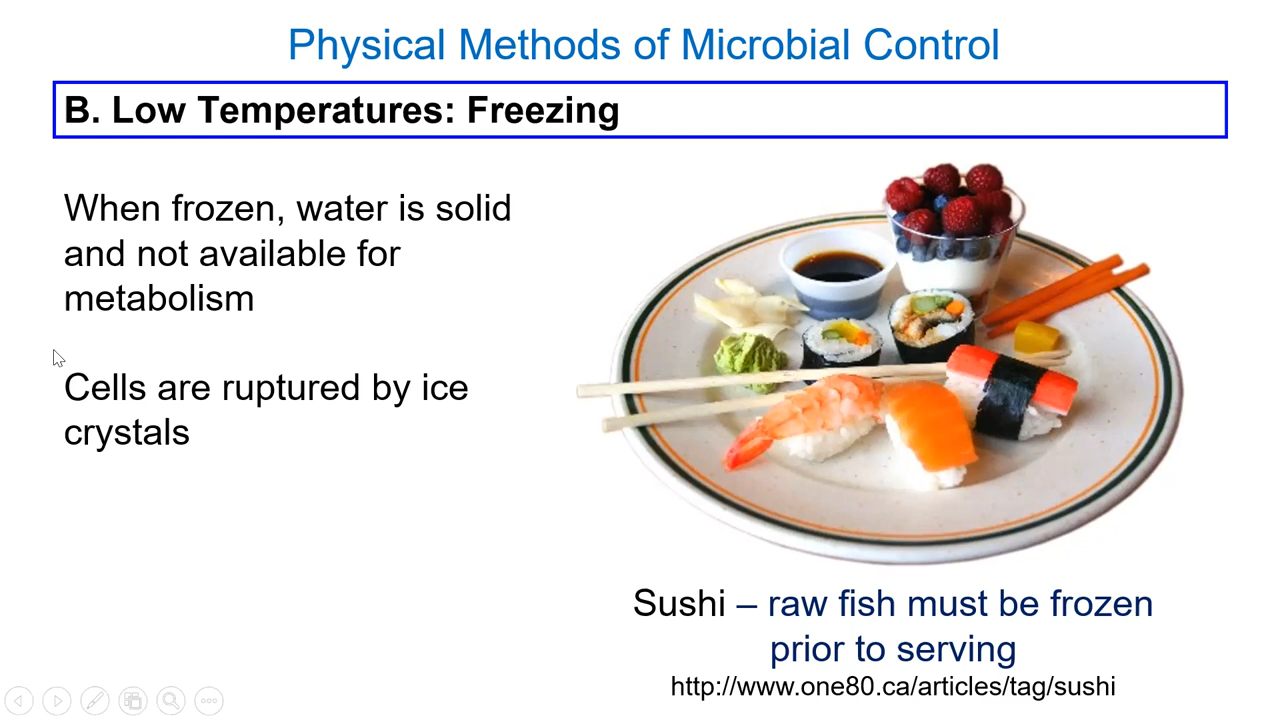 Physical Methods of Microbial Control
B. Low Temperatures: Freezing
When frozen, water is solid
and not available for
metabolism
Cells are ruptured by ice
crystals
Sushi – raw fish must be frozen
prior to serving
http://www.one80.ca/articles/tag/sushi